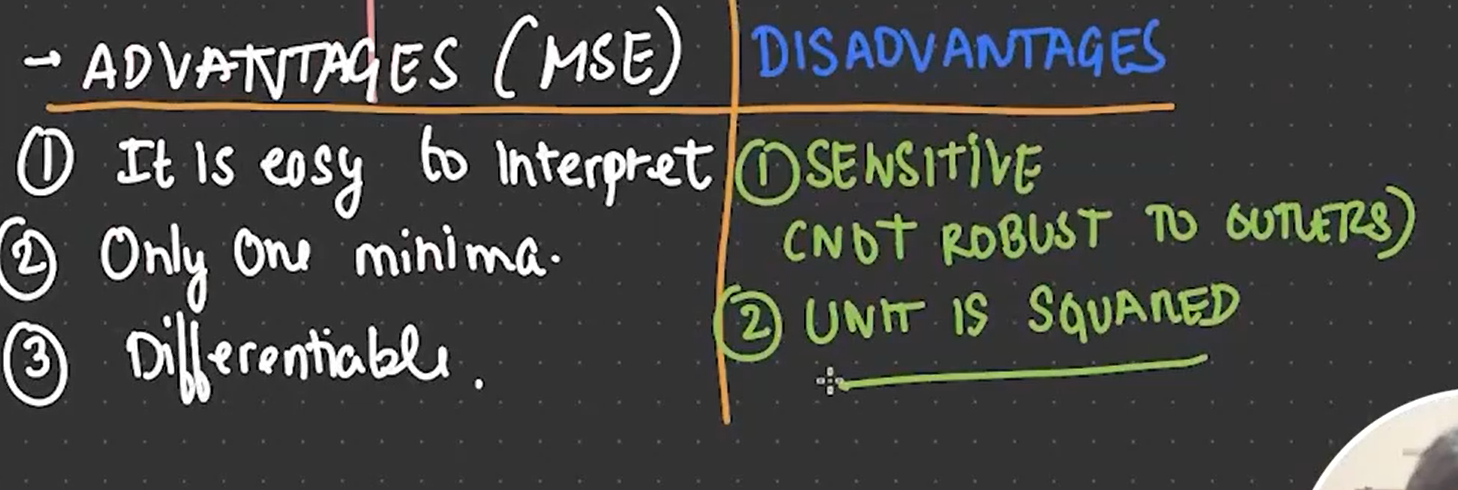 → ADVANTAGES (MSE)
① It is easy to Interpret
② Only One minima.
③ Differentiable.
DISADVANTAGES
① SENSITIVE
(NOT ROBUST TO OUTLIERS)
② UNIT IS SQUARED